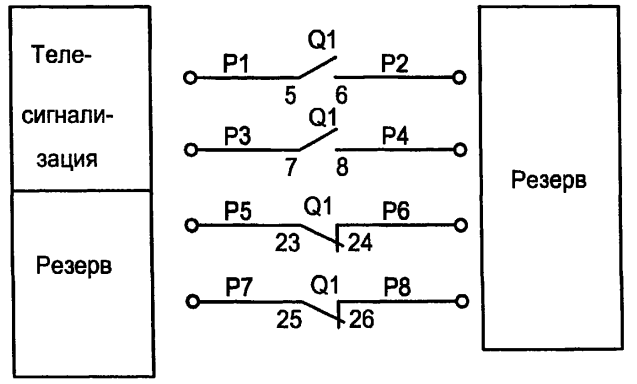 Теле-
сигнали-
зация
Резерв
Q1
P1 P2
5 6
Q1
P3 P4
7 8
Q1
P5 P6
23 24
Q1
P7 P8
25 26
Резерв